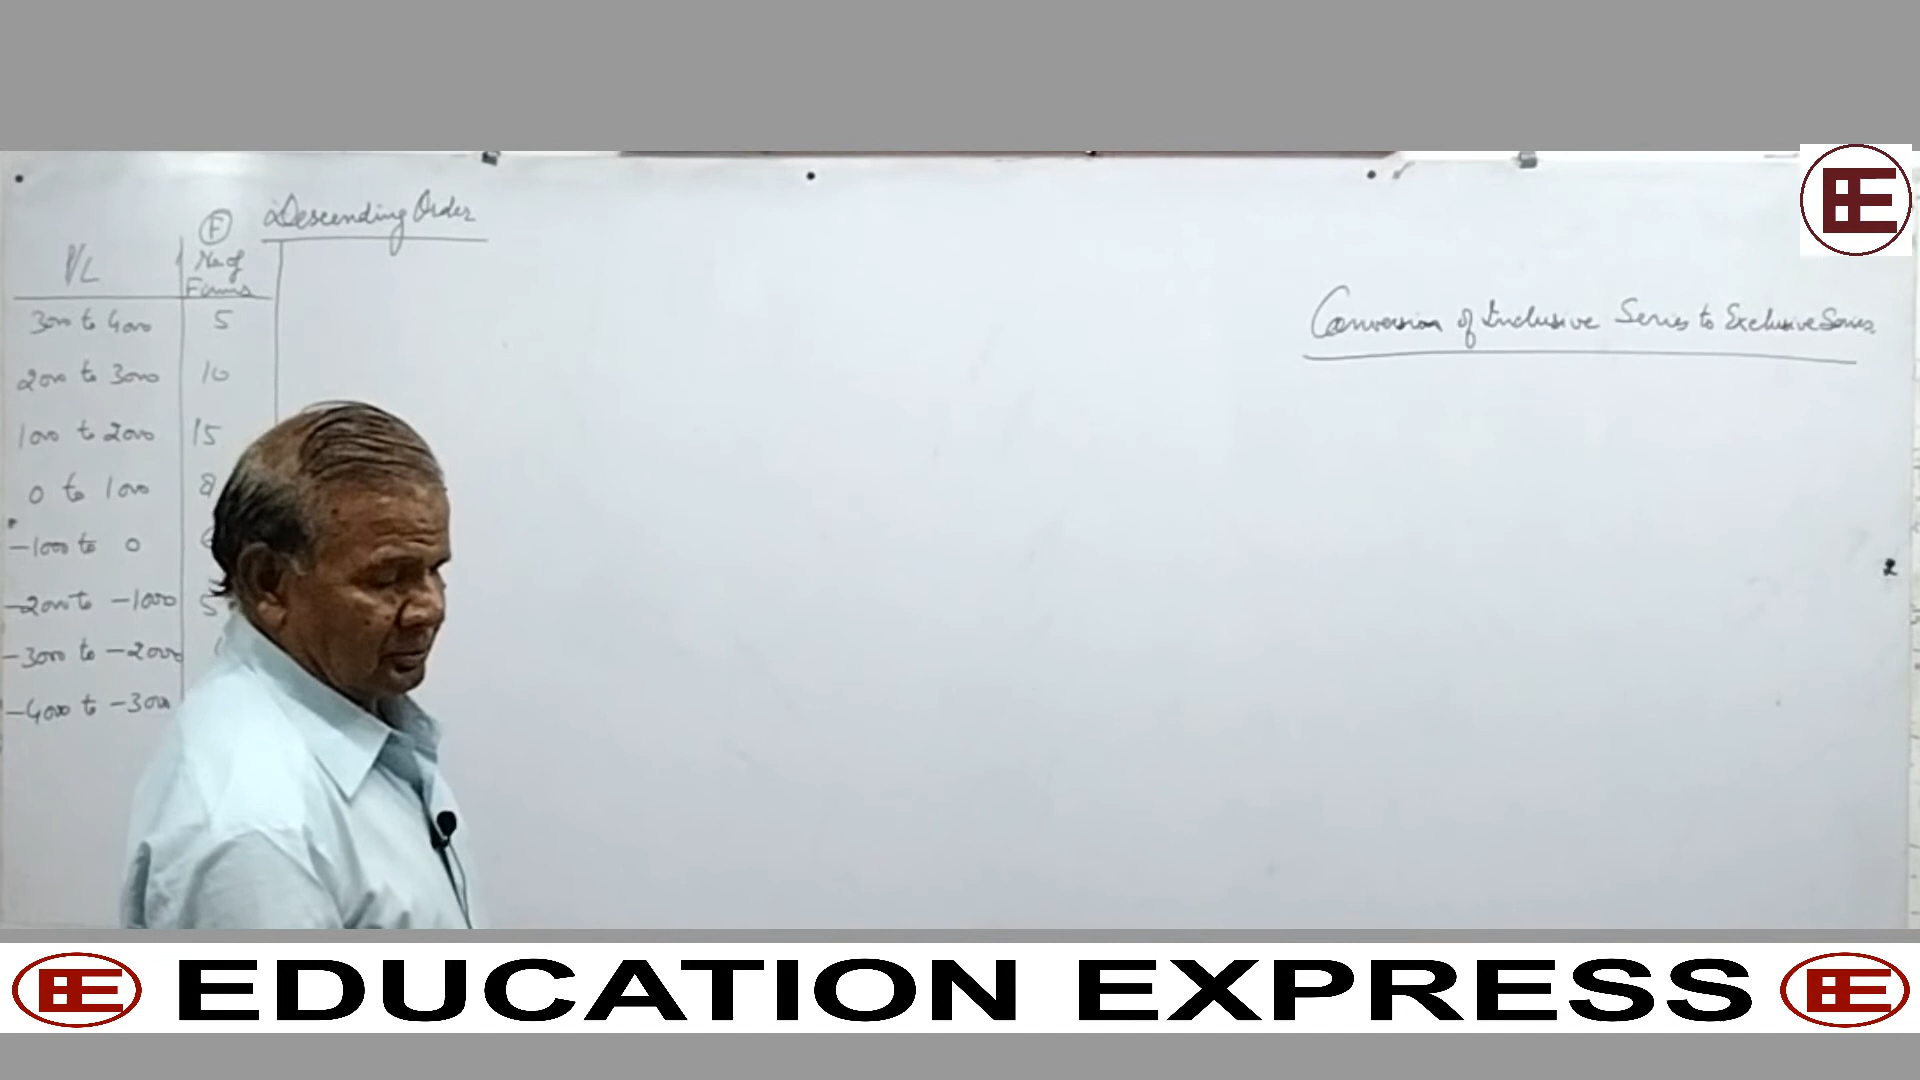 Descending Order
F
P/L
No. of
Firms
3000 to 4000 5
2000 to 3000 10
1000 to 2000 15
0 to 1000 8
-1000 to 0
-2000 to -1000 5
-3000 to -2000
-4000 to -3000
Conversion of Inclusive Series to Exclusive Series
2
EE
EDUCATION EXPRESS